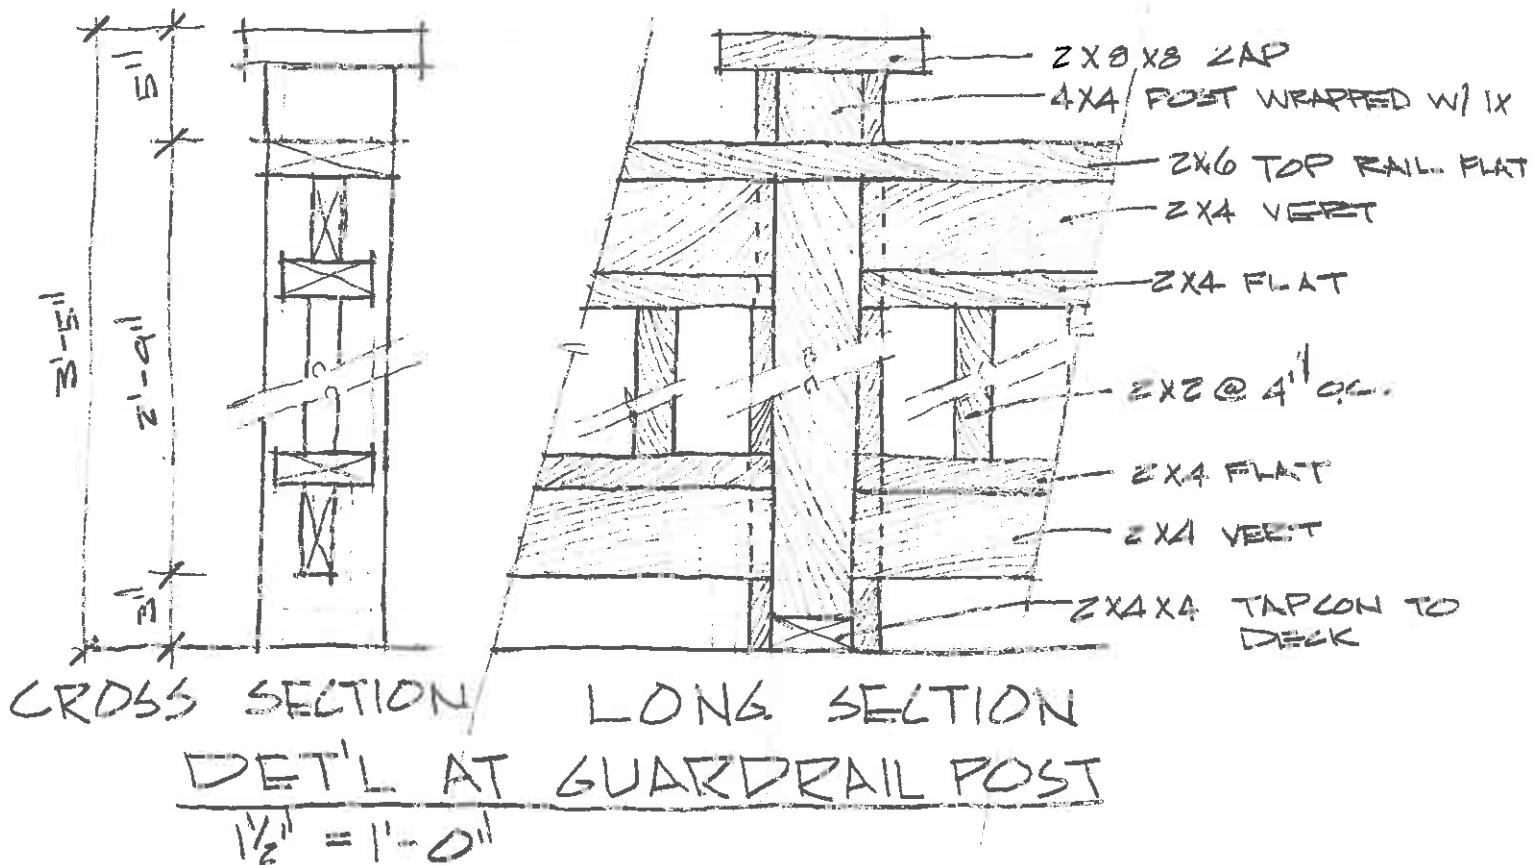 5"
3'-5"
2'-9"
3"
2X8X8 CAP
4X4 POST WRAPPED W/ 1X
2X6 TOP RAIL FLAT
2X4 VERT
2X4 FLAT
2X2 @ 4" O.C.
2X4 FLAT
2X4 VERT
2X4X4 TAPCON TO
DECK
CROSS SECTION
LONG. SECTION
DET'L AT GUARDRAIL POST
1½" = 1'-0"